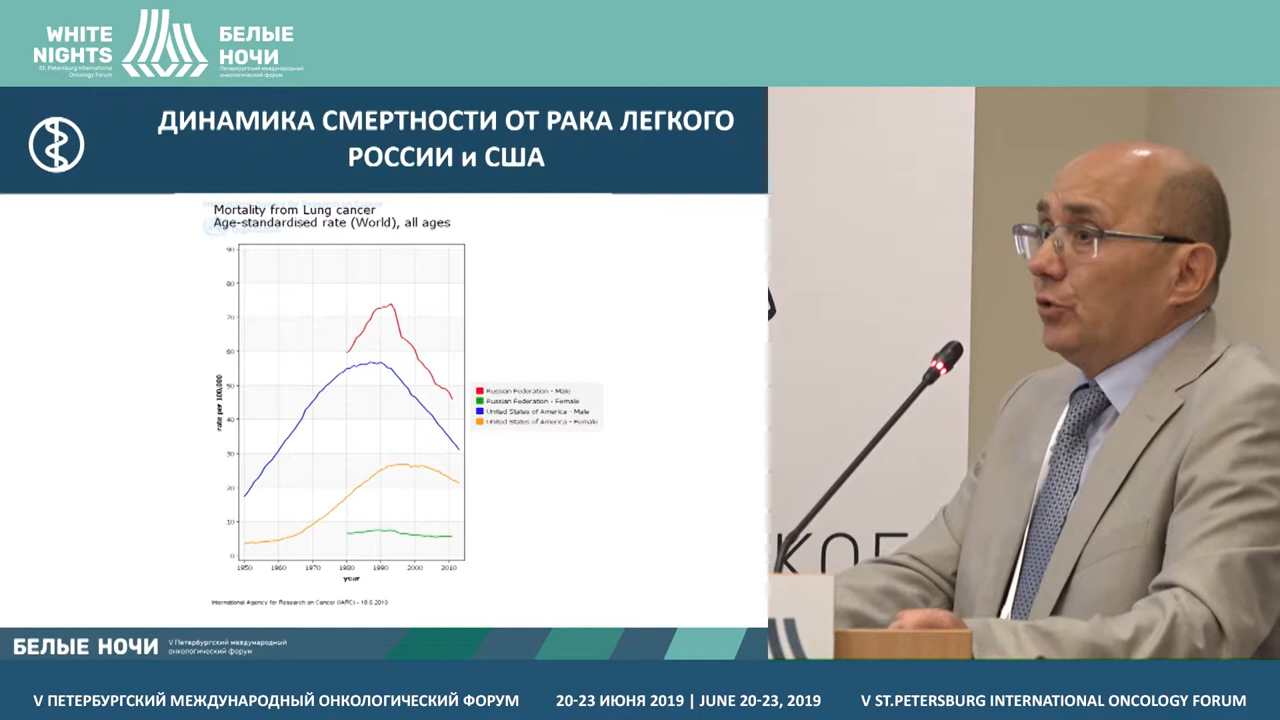 WHITE
NIGHTS
St. Petersburg International
Oncology Forum
БЕЛЫЕ
НОЧИ
Петербургский международный
онкологический форум
ДИНАМИКА СМЕРТНОСТИ ОТ РАКА ЛЕГКОГО
РОССИИ и США
Mortality from Lung cancer
Age-standardised rate (World), all ages
90
80
70
60
50
40
30
20
10
0
rate per 100,000
1950 1960 1970 1980 1990 2000 2010
year
Russian Federation - Male
Russian Federation - Female
United States of America - Male
United States of America - Female
International Agency for Research on Cancer (IARC) - 18.6.2019
КОГ
БЕЛЫЕ НОЧИ
V Петербургский международный
онкологический форум
V ПЕТЕРБУРГСКИЙ МЕЖДУНАРОДНЫЙ ОНКОЛОГИЧЕСКИЙ ФОРУМ
20-23 ИЮНЯ 2019 | JUNE 20-23, 2019
V ST.PETERSBURG INTERNATIONAL ONCOLOGY FORUM